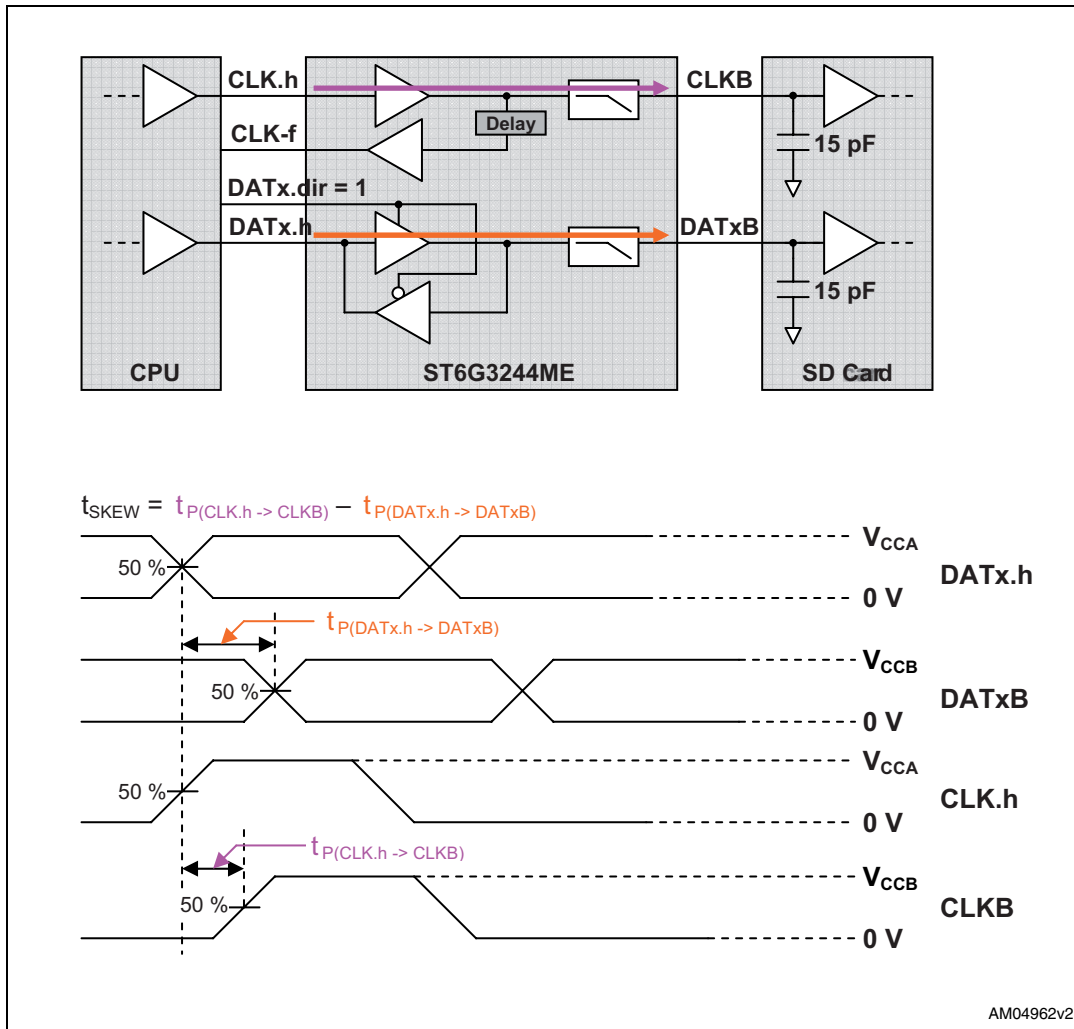 CLK.h
CLKB
Delay
CLK-f
15 pF
DATx.dir = 1
DATx.h
DATxB
15 pF
CPU
ST6G3244ME
SD Card
tSKEW = tP(CLK.h -> CLKB) – tP(DATx.h -> DATxB)
VCCA
50 %
DATx.h
0 V
tP(DATx.h -> DATxB)
VCCB
50 %
DATxB
0 V
VCCA
50 %
CLK.h
0 V
tP(CLK.h -> CLKB)
VCCB
50 %
CLKB
0 V
AM04962v2